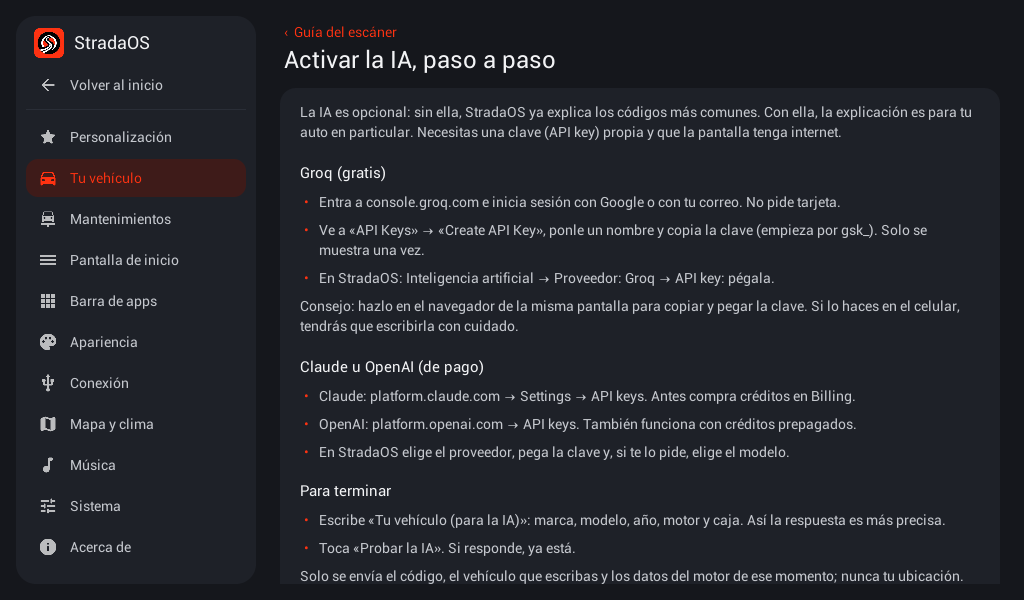 StradaOS
Volver al inicio
Personalización
Tu vehículo
Mantenimientos
Pantalla de inicio
Barra de apps
Apariencia
Conexión
Mapa y clima
Música
Sistema
Acerca de
‹ Guía del escáner
Activar la IA, paso a paso
La IA es opcional: sin ella, StradaOS ya explica los códigos más comunes. Con ella, la explicación es para tu
auto en particular. Necesitas una clave (API key) propia y que la pantalla tenga internet.
Groq (gratis)
• Entra a console.groq.com e inicia sesión con Google o con tu correo. No pide tarjeta.
• Ve a «API Keys» → «Create API Key», ponle un nombre y copia la clave (empieza por gsk_). Solo se
muestra una vez.
• En StradaOS: Inteligencia artificial → Proveedor: Groq → API key: pégala.
Consejo: hazlo en el navegador de la misma pantalla para copiar y pegar la clave. Si lo haces en el celular,
tendrás que escribirla con cuidado.
Claude u OpenAI (de pago)
• Claude: platform.claude.com → Settings → API keys. Antes compra créditos en Billing.
• OpenAI: platform.openai.com → API keys. También funciona con créditos prepagados.
• En StradaOS elige el proveedor, pega la clave y, si te lo pide, elige el modelo.
Para terminar
• Escribe «Tu vehículo (para la IA)»: marca, modelo, año, motor y caja. Así la respuesta es más precisa.
• Toca «Probar la IA». Si responde, ya está.
Solo se envía el código, el vehículo que escribas y los datos del motor de ese momento; nunca tu ubicación.